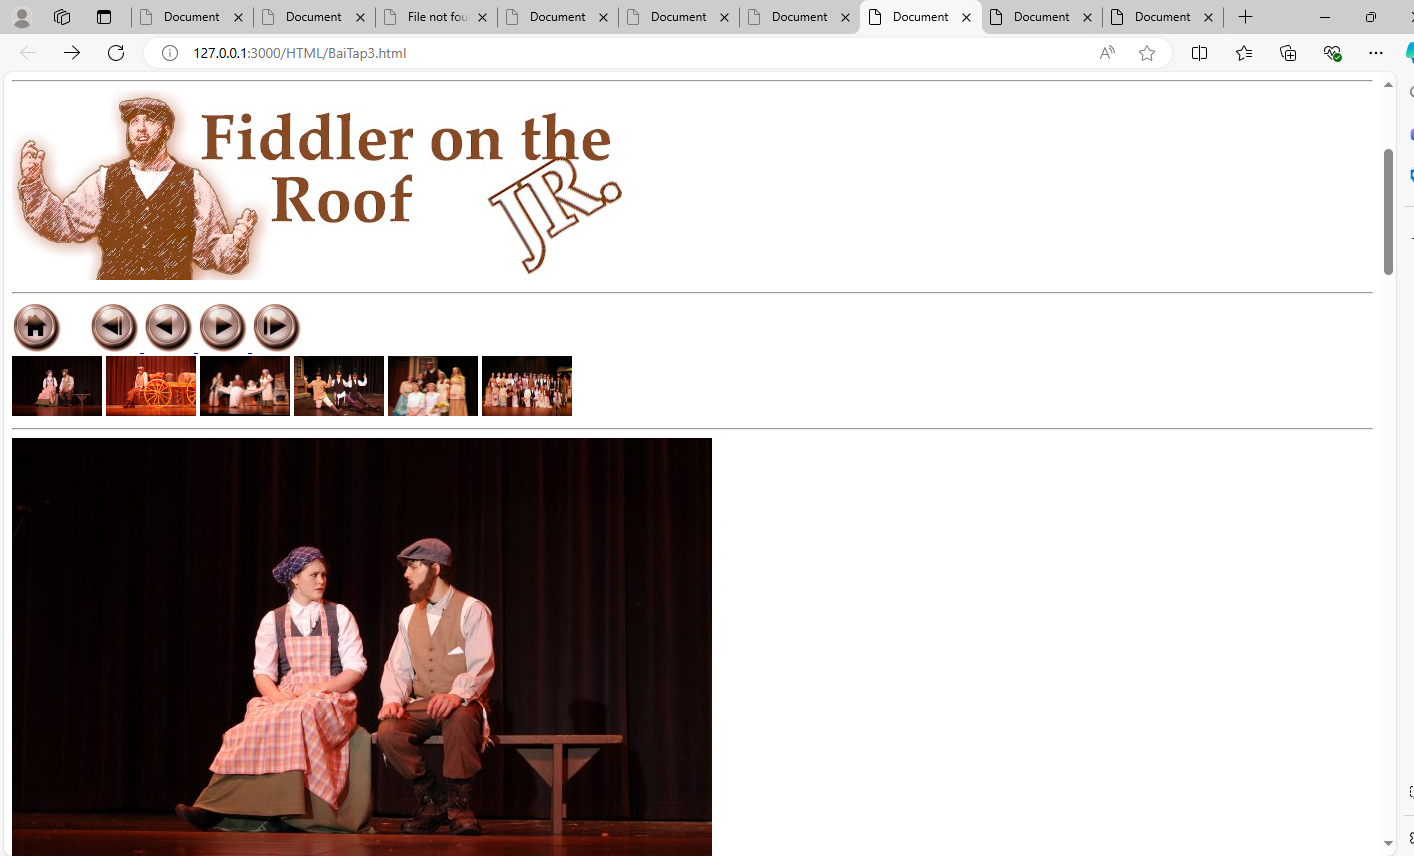 Document Document File not fou Document Document Document Document Document Document
127.0.0.1:3000/HTML/BaiTap3.html
Fiddler on the
Roof JR.